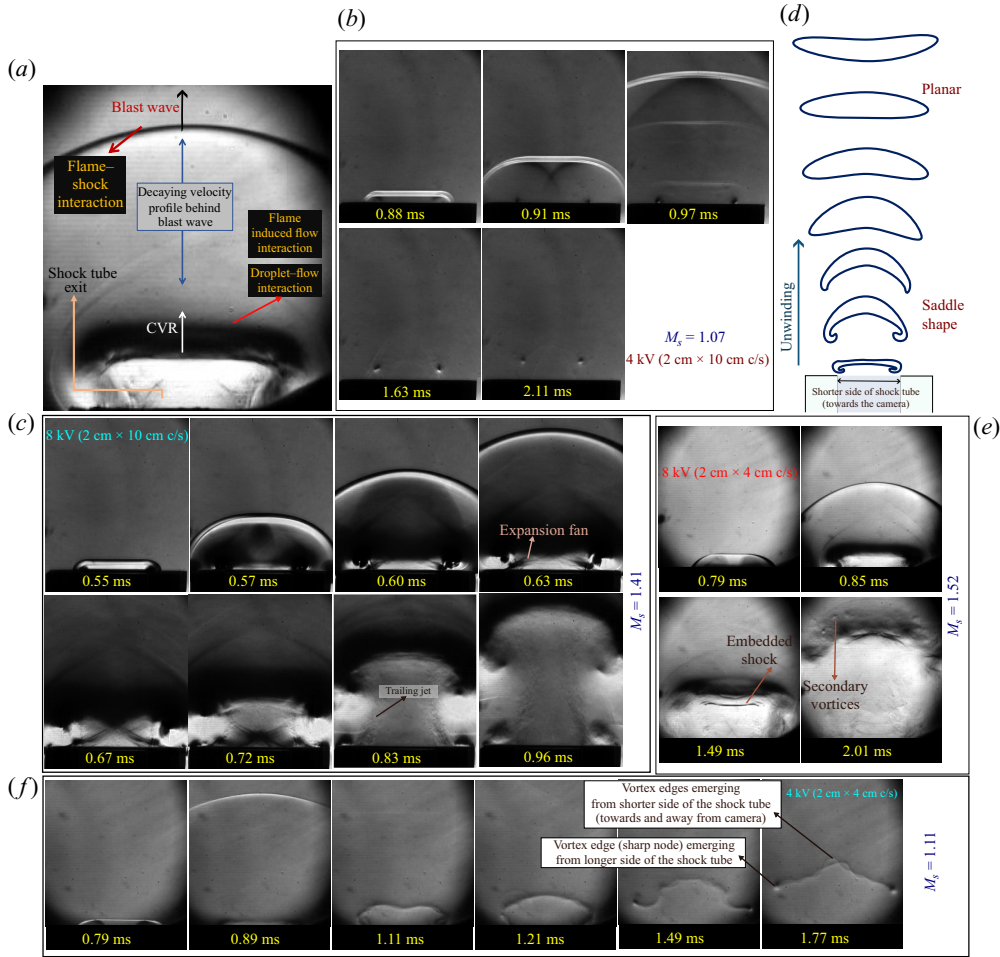 (a)
Blast wave
Flame–
shock
interaction
Decaying velocity
profile behind
blast wave
Flame
induced flow
interaction
Shock tube
exit
Droplet–flow
interaction
CVR
(b)
0.88 ms
0.91 ms
0.97 ms
1.63 ms
2.11 ms
Ms = 1.07
4 kV (2 cm × 10 cm c/s)
(d)
Planar
Unwinding
Saddle
shape
Shorter side of shock tube
(towards the camera)
(c)
8 kV (2 cm × 10 cm c/s)
Expansion fan
0.55 ms
0.57 ms
0.60 ms
0.63 ms
Ms = 1.41
Trailing jet
0.67 ms
0.72 ms
0.83 ms
0.96 ms
(e)
8 kV (2 cm × 4 cm c/s)
0.79 ms
0.85 ms
Ms = 1.52
Embedded
shock
Secondary
vortices
1.49 ms
2.01 ms
(f)
Vortex edges emerging
from shorter side of the shock tube
(towards and away from camera)
4 kV (2 cm × 4 cm c/s)
Vortex edge (sharp node) emerging
from longer side of the shock tube
Ms = 1.11
0.79 ms
0.89 ms
1.11 ms
1.21 ms
1.49 ms
1.77 ms